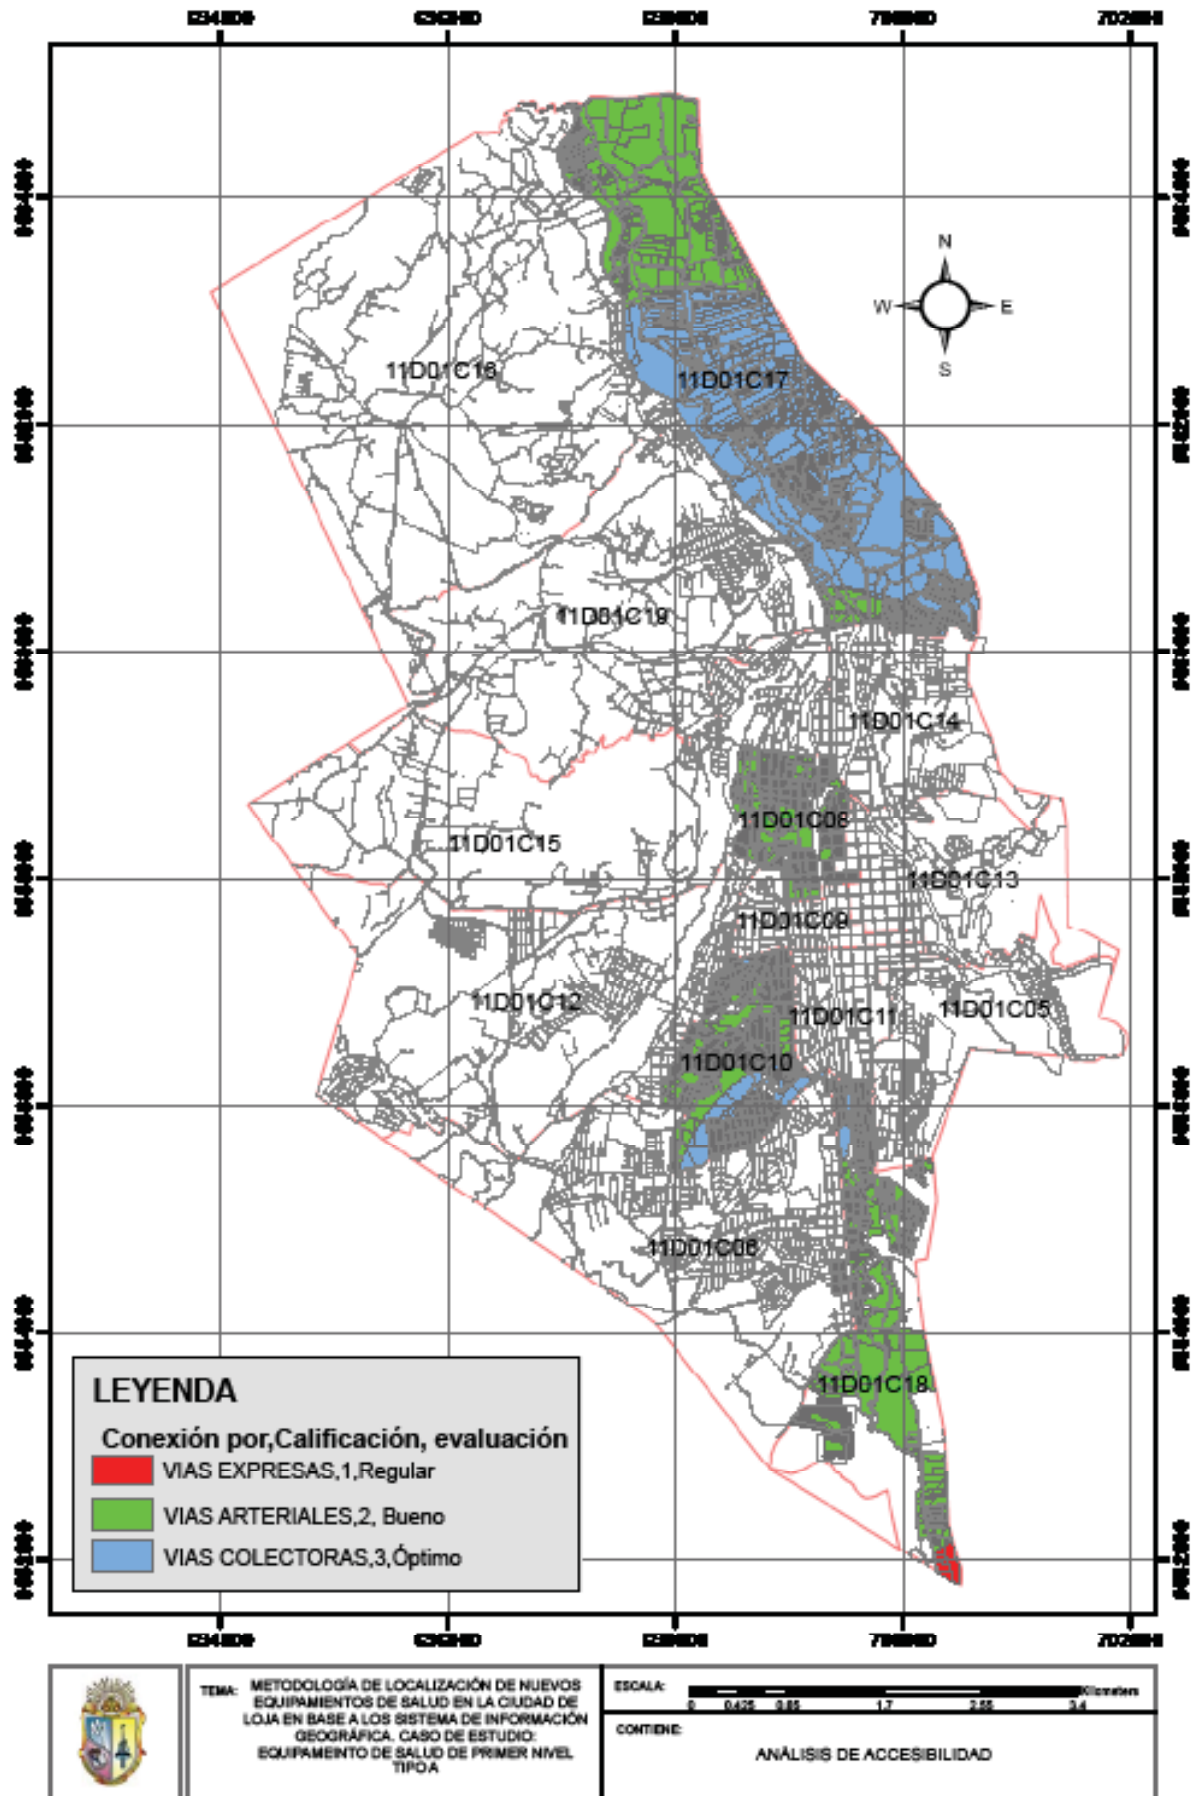 N
W
E
S
11D01C16
11D01C17
11D01C19
11D01C14
11D01C08
11D01C15
11D01C13
11D01C09
11D01C12
11D01C11
11D01C05
11D01C10
11D01C06
11D01C18
LEYENDA
Conexión por,Calificación, evaluación
VIAS EXPRESAS,1,Regular
VIAS ARTERIALES,2, Bueno
VIAS COLECTORAS,3,Óptimo
TEMA: METODOLOGÍA DE LOCALIZACIÓN DE NUEVOS
EQUIPAMIENTOS DE SALUD EN LA CIUDAD DE
LOJA EN BASE A LOS SISTEMA DE INFORMACIÓN
GEOGRÁFICA. CASO DE ESTUDIO:
EQUIPAMEINTO DE SALUD DE PRIMER NIVEL
TIPO A
ESCALA:
0 0.425 0.85 1.7 2.55 3.4 Kilometers
CONTIENE:
ANÁLISIS DE ACCESIBILIDAD